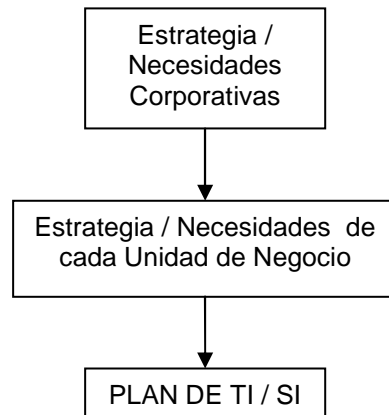 Estrategia /
Necesidades
Corporativas
Estrategia / Necesidades de
cada Unidad de Negocio
PLAN DE TI / SI